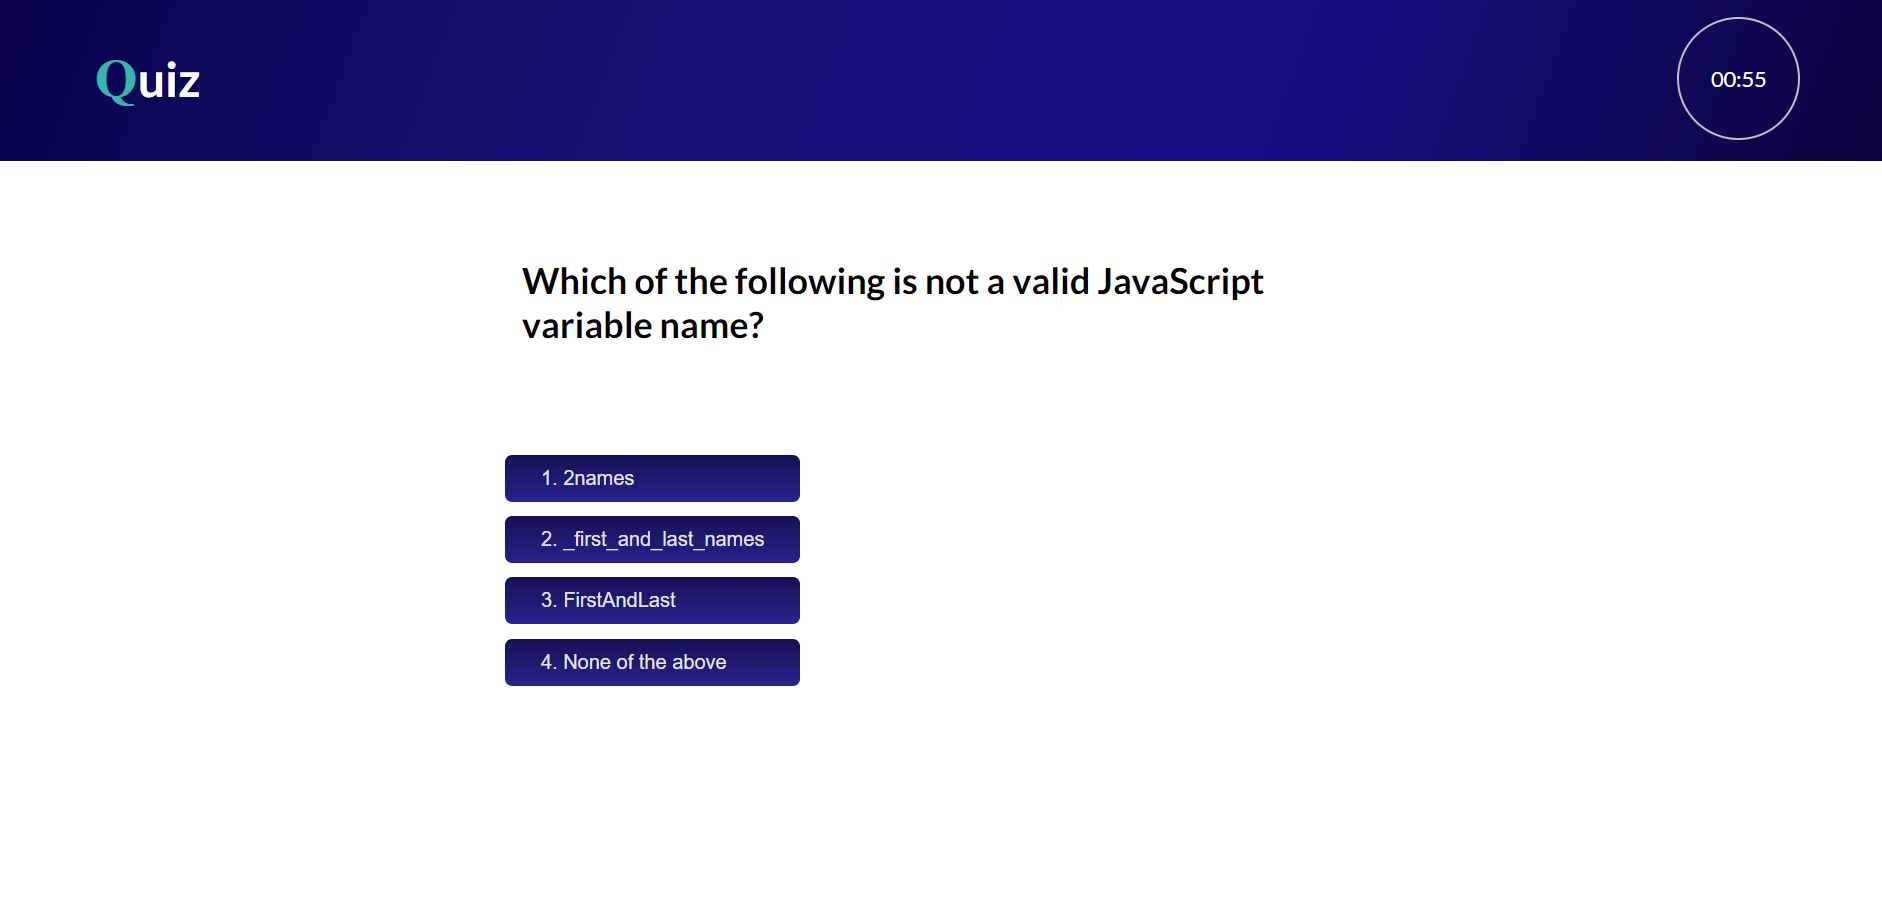 Quiz
00:55
Which of the following is not a valid JavaScript
variable name?
1. 2names
2. _first_and_last_names
3. FirstAndLast
4. None of the above